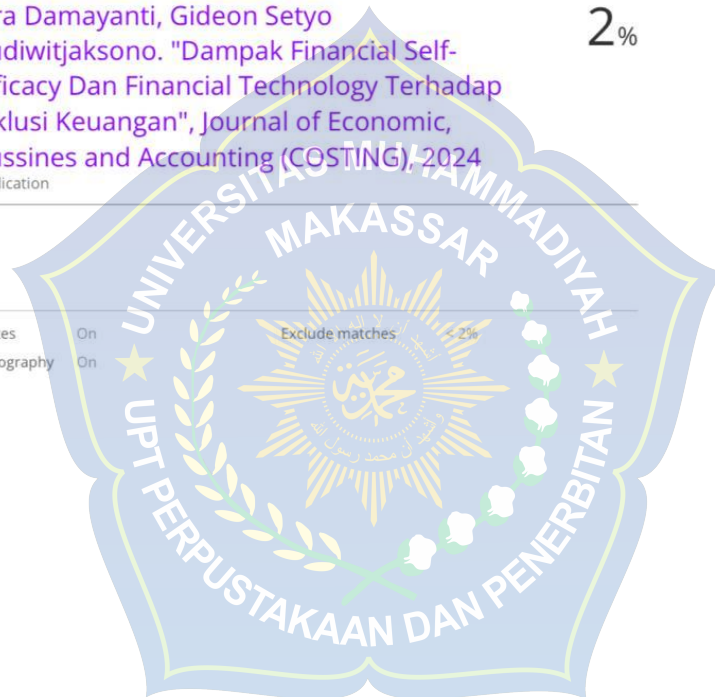 ra Damayanti, Gideon Setyo
udiwitjaksono. "Dampak Financial Self-
ficacy Dan Financial Technology Terhadap
klusi Keuangan", Journal of Economic,
ussines and Accounting (COSTING), 2024
lication
2%
UNIVERSITAS MUHAMMADIYAH
MAKASSAR
tes On Exclude matches < 2%
ography On
UPT PERPUSTAKAAN DAN PENERBITAN